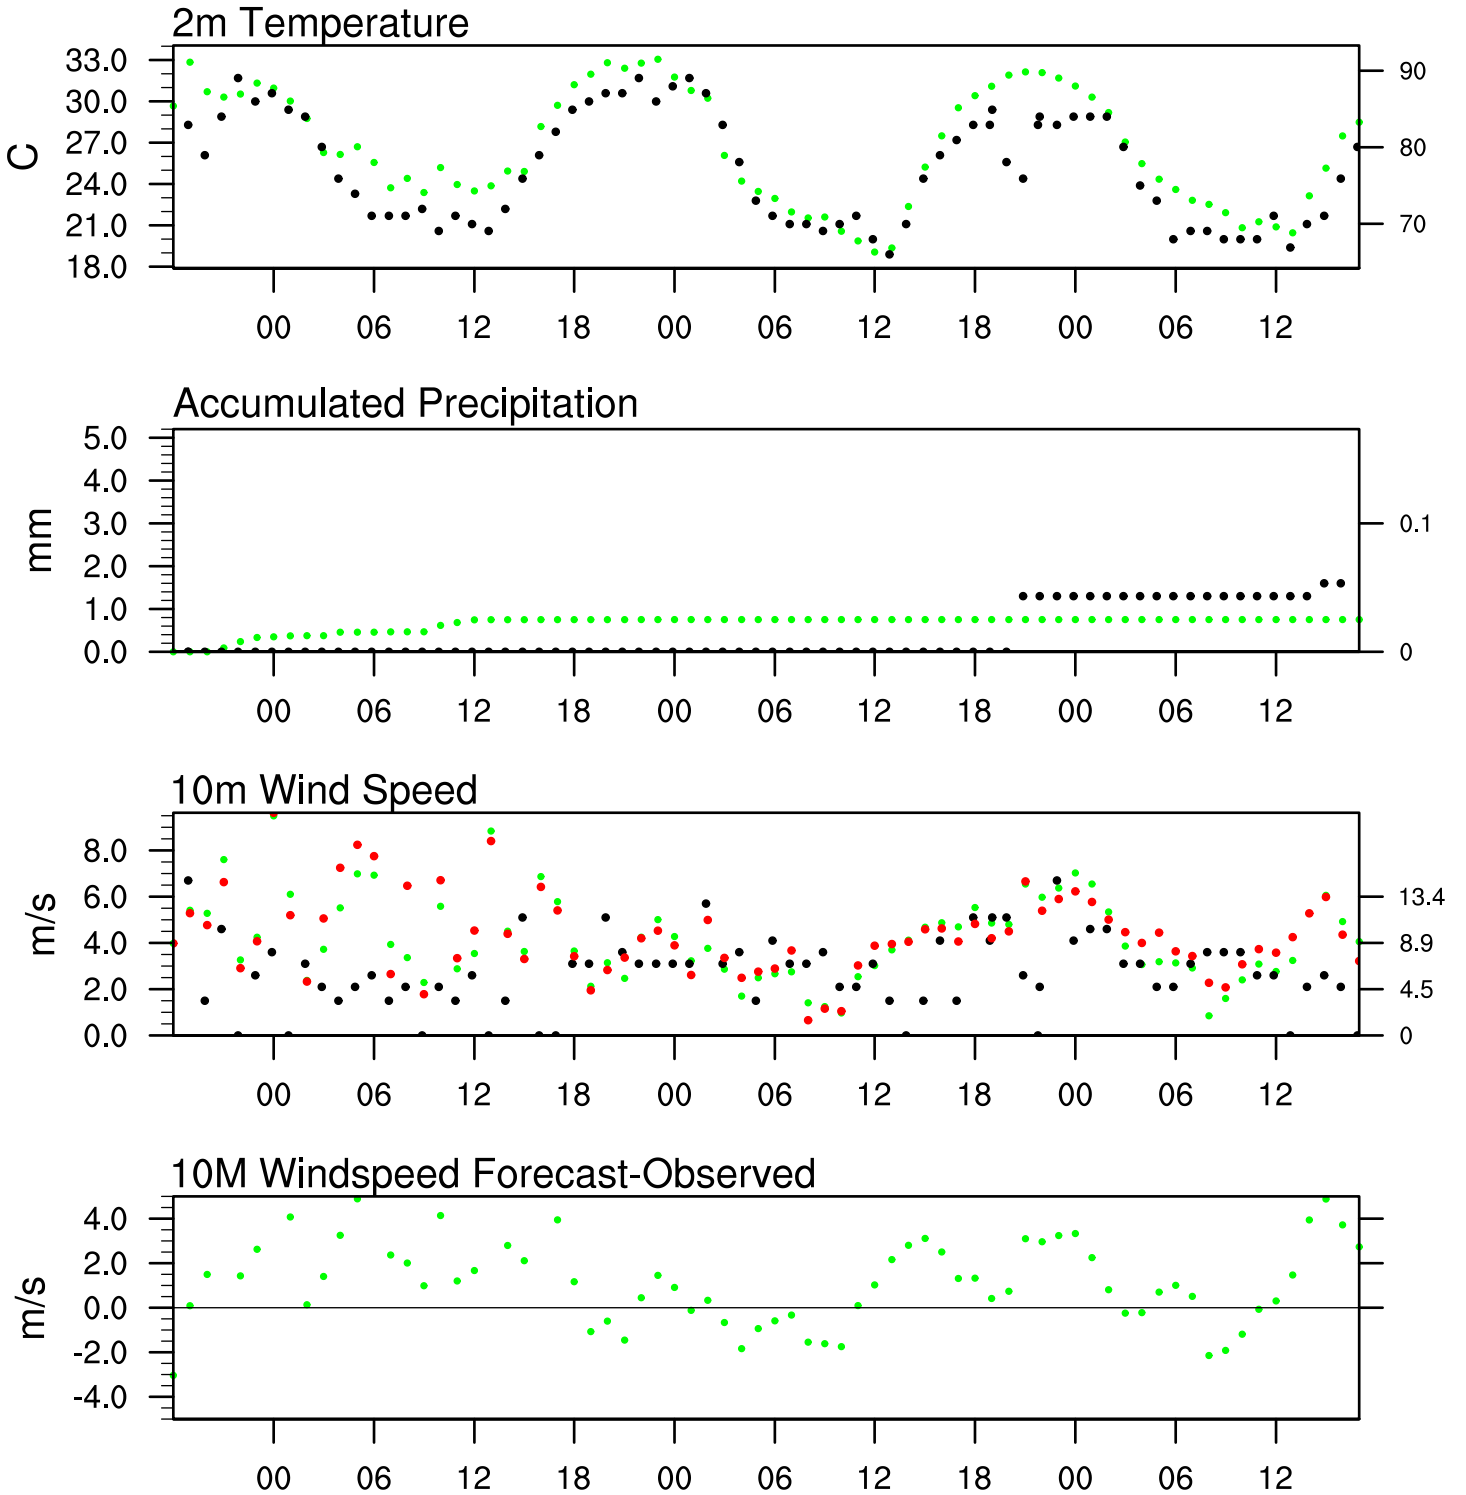 2m Temperature
33.0
30.0
27.0
24.0
21.0
18.0
C
90
80
70
00 06 12 18 00 06 12 18 00 06 12
Accumulated Precipitation
5.0
4.0
3.0
2.0
1.0
0.0
mm
0.1
0
00 06 12 18 00 06 12 18 00 06 12
10m Wind Speed
8.0
6.0
4.0
2.0
0.0
m/s
13.4
8.9
4.5
0
00 06 12 18 00 06 12 18 00 06 12
10M Windspeed Forecast-Observed
4.0
2.0
0.0
-2.0
-4.0
m/s
00 06 12 18 00 06 12 18 00 06 12